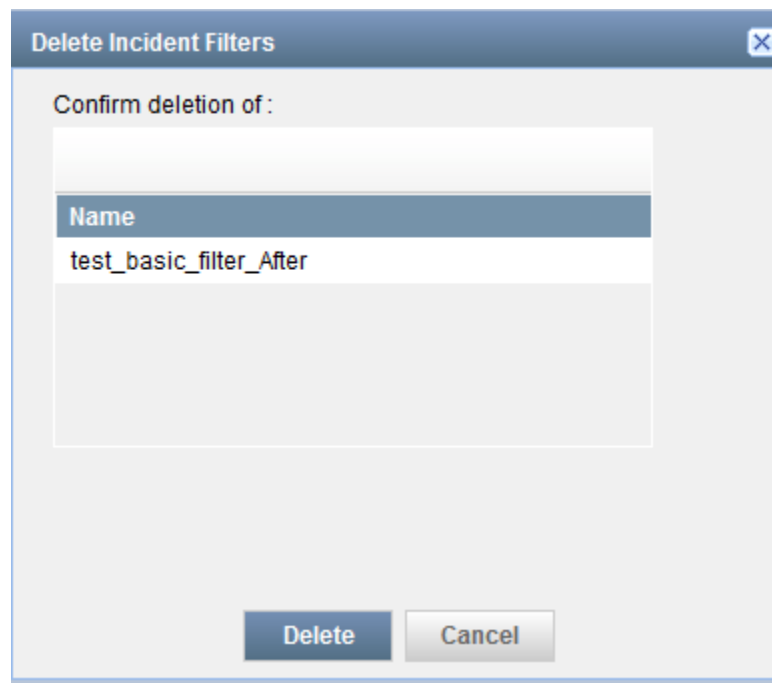 Delete Incident Filters
Confirm deletion of :
Name
test_basic_filter_After
Delete
Cancel